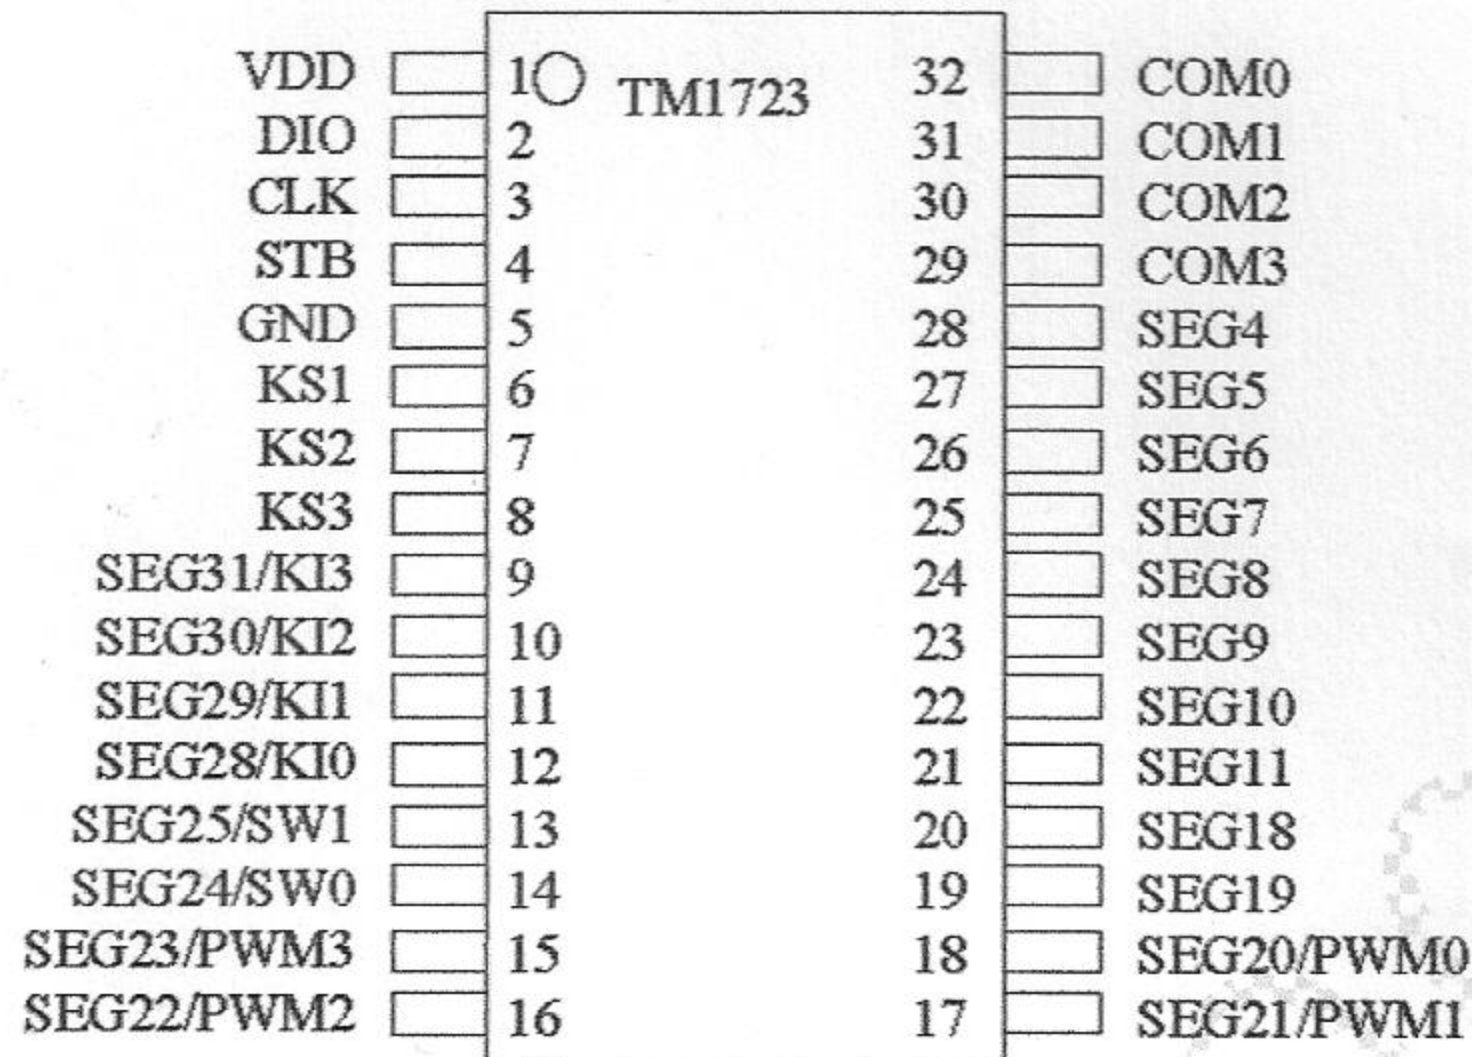 VDD 1 TM1723 32 COM0
DIO 2 31 COM1
CLK 3 30 COM2
STB 4 29 COM3
GND 5 28 SEG4
KS1 6 27 SEG5
KS2 7 26 SEG6
KS3 8 25 SEG7
SEG31/KI3 9 24 SEG8
SEG30/KI2 10 23 SEG9
SEG29/KI1 11 22 SEG10
SEG28/KI0 12 21 SEG11
SEG25/SW1 13 20 SEG18
SEG24/SW0 14 19 SEG19
SEG23/PWM3 15 18 SEG20/PWM0
SEG22/PWM2 16 17 SEG21/PWM1